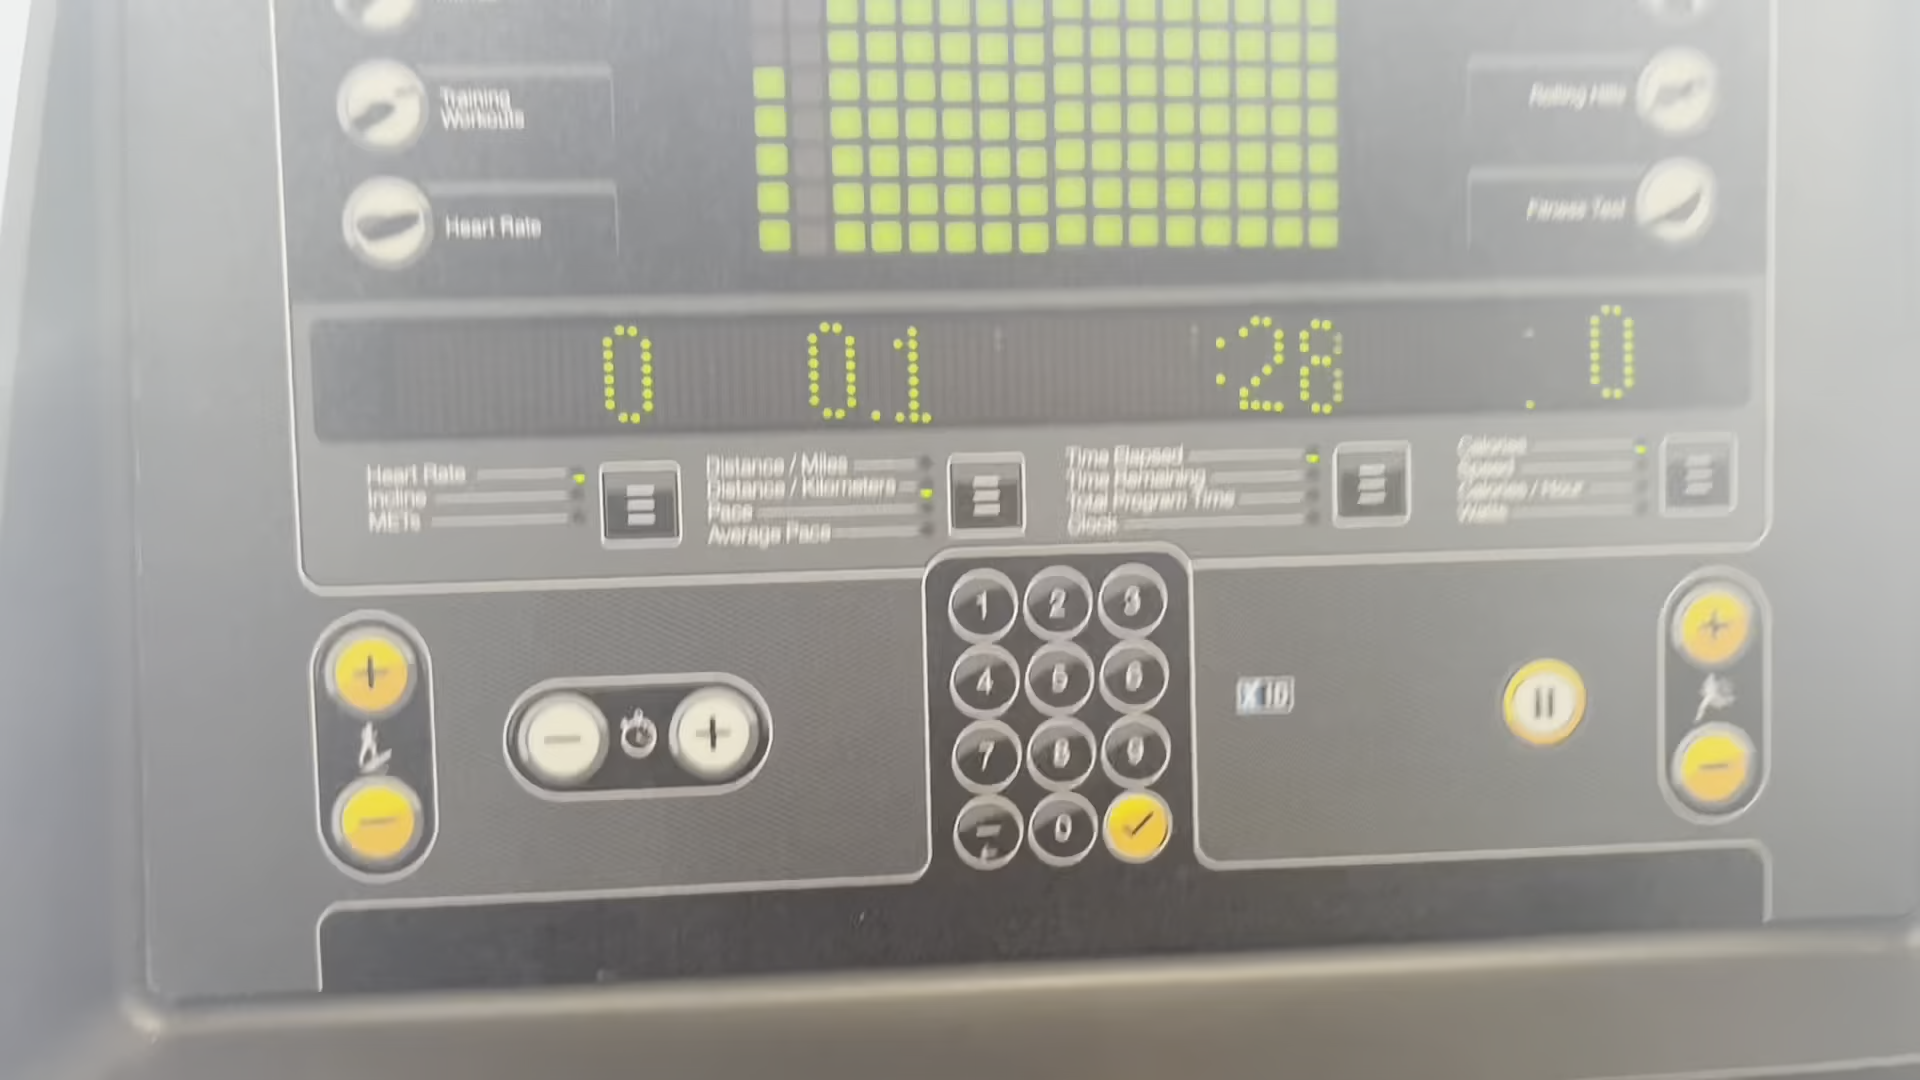 Training
Workouts
Heart Rate
Rolling Hills
Fitness Test
0 0.1 :28 0
Heart Rate
Incline
METs
Distance / Miles
Distance / Kilometers
Pace
Average Pace
Time Elapsed
Time Remaining
Total Program Time
Clock
Calories
Speed
Calories / Hour
Watts
1 2 3
4 5 6
7 8 9
0
X ID